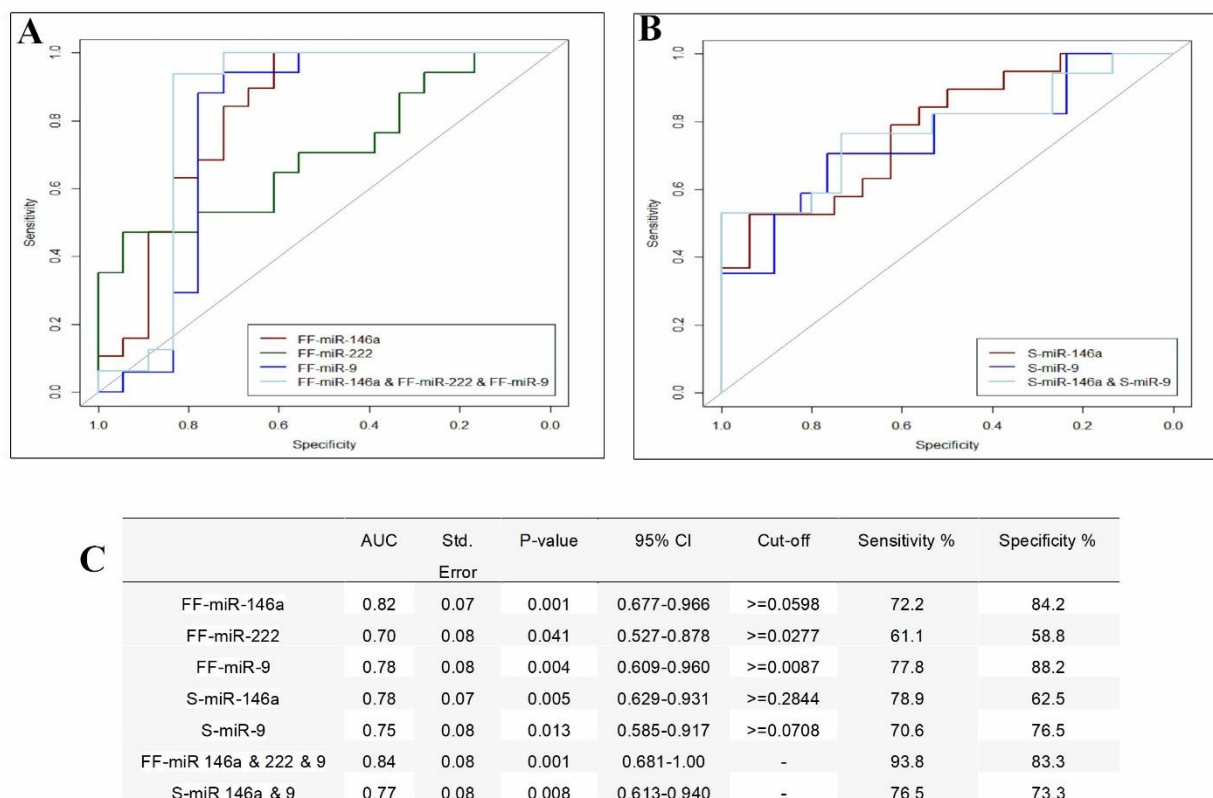 A
1.0
0.8
0.6
0.4
0.2
0.0
Sensitivity
FF-miR-146a
FF-miR-222
FF-miR-9
FF-miR-146a & FF-miR-222 & FF-miR-9
1.0 0.8 0.6 0.4 0.2 0.0
Specificity
B
1.0
0.8
0.6
0.4
0.2
0.0
Sensitivity
S-miR-146a
S-miR-9
S-miR-146a & S-miR-9
1.0 0.8 0.6 0.4 0.2 0.0
Specificity
C
AUC Std. Error P-value 95% CI Cut-off Sensitivity % Specificity %
FF-miR-146a 0.82 0.07 0.001 0.677-0.966 >=0.0598 72.2 84.2
FF-miR-222 0.70 0.08 0.041 0.527-0.878 >=0.0277 61.1 58.8
FF-miR-9 0.78 0.08 0.004 0.609-0.960 >=0.0087 77.8 88.2
S-miR-146a 0.78 0.07 0.005 0.629-0.931 >=0.2844 78.9 62.5
S-miR-9 0.75 0.08 0.013 0.585-0.917 >=0.0708 70.6 76.5
FF-miR 146a & 222 & 9 0.84 0.08 0.001 0.681-1.00 - 93.8 83.3
S-miR 146a & 9 0.77 0.08 0.008 0.613-0.940 - 76.5 73.3